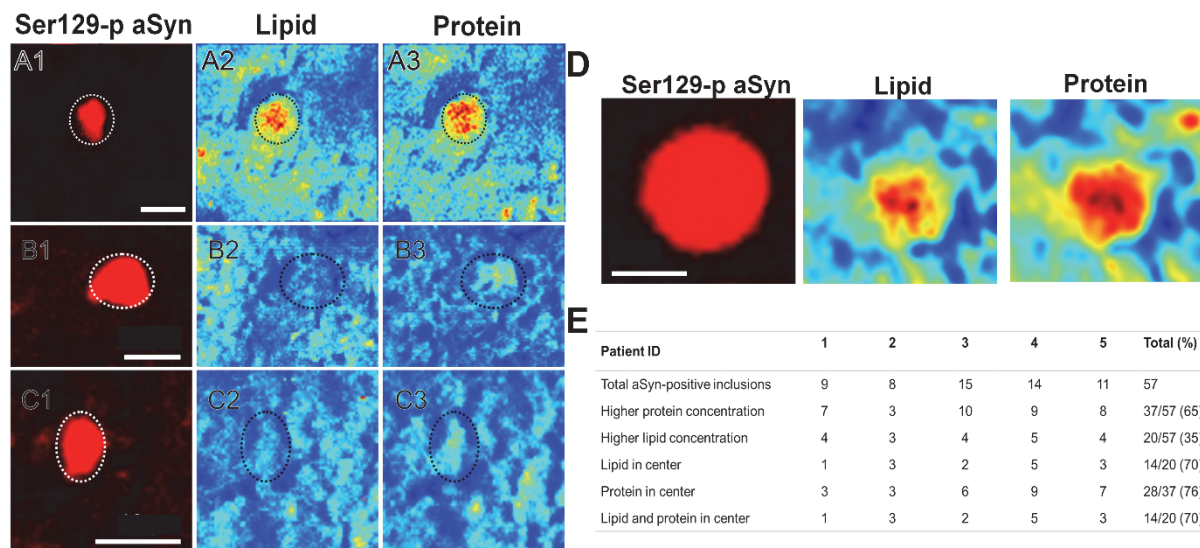 Ser129-p aSyn Lipid Protein
A1 A2 A3
B1 B2 B3
C1 C2 C3
D
Ser129-p aSyn Lipid Protein
E
Patient ID 1 2 3 4 5 Total (%)
Total aSyn-positive inclusions 9 8 15 14 11 57
Higher protein concentration 7 3 10 9 8 37/57 (65)
Higher lipid concentration 4 3 4 5 4 20/57 (35)
Lipid in center 1 3 2 5 3 14/20 (70)
Protein in center 3 3 6 9 7 28/37 (76)
Lipid and protein in center 1 3 2 5 3 14/20 (70)